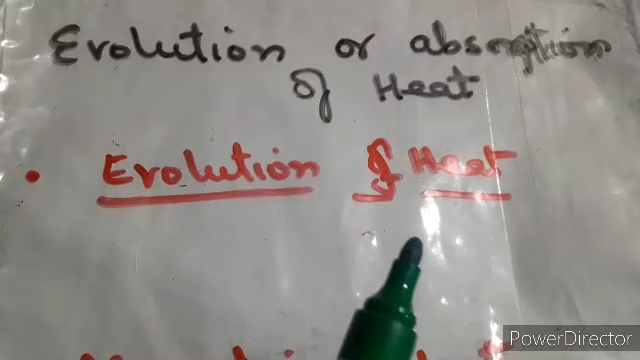 Evolution or absorption
of Heat
• Evolution of Heat
PowerDirector